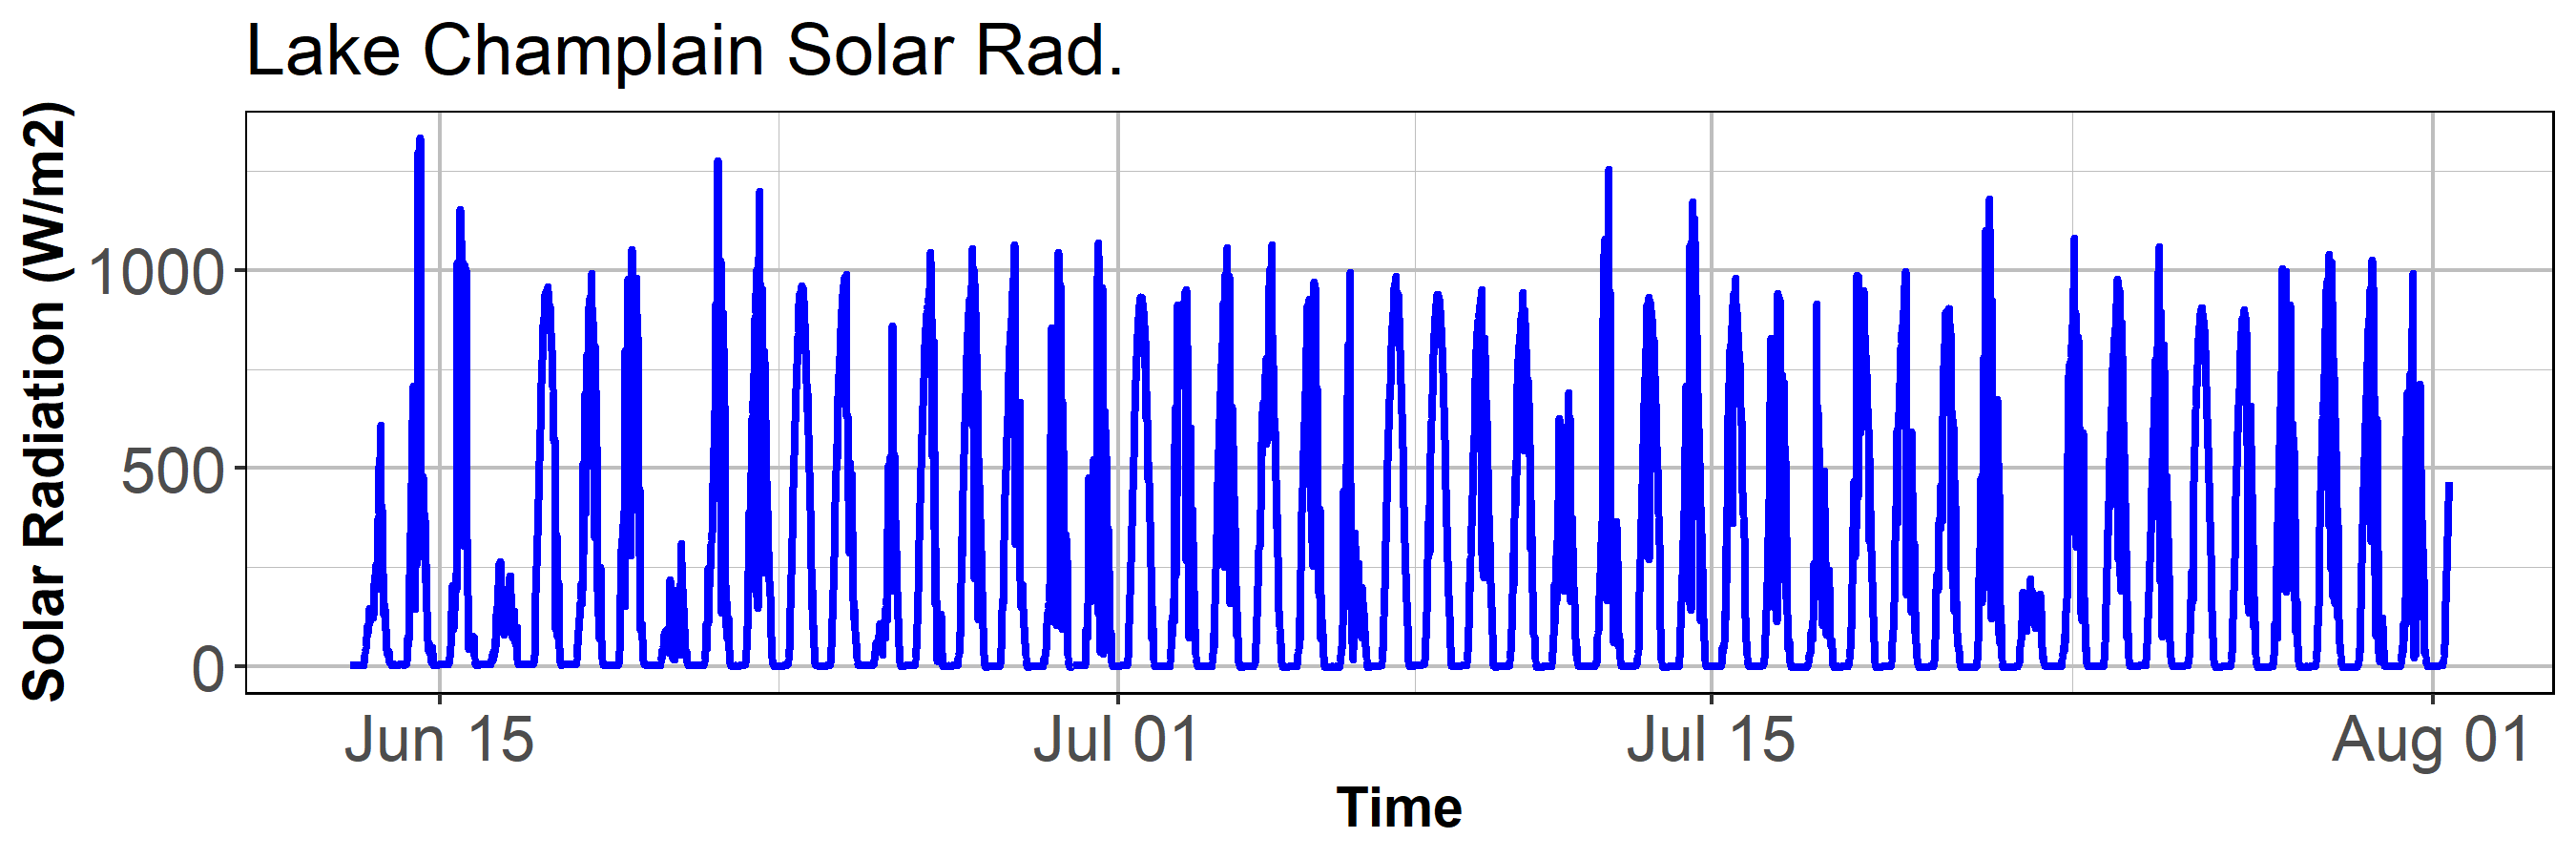 Lake Champlain Solar Rad.
Solar Radiation (W/m2)
1000
500
0
Jun 15 Jul 01 Jul 15 Aug 01
Time